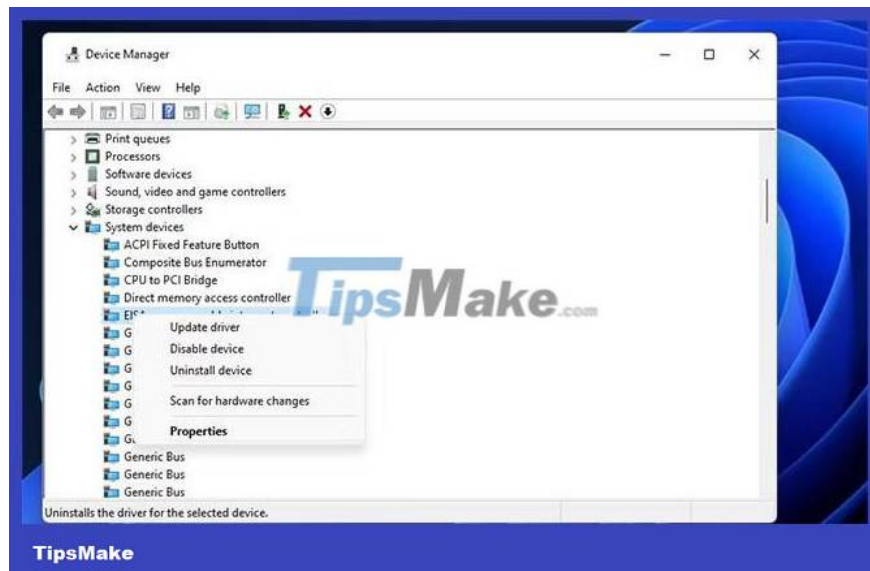 Device Manager
File Action View Help
Print queues
Processors
Software devices
Sound, video and game controllers
Storage controllers
System devices
ACPI Fixed Feature Button
Composite Bus Enumerator
CPU to PCI Bridge
Direct memory access controller
TipsMake.com
Update driver
G
Disable device
G
Uninstall device
G
G
Scan for hardware changes
G
G
Properties
G
Generic Bus
Generic Bus
Generic Bus
Uninstalls the driver for the selected device.
TipsMake